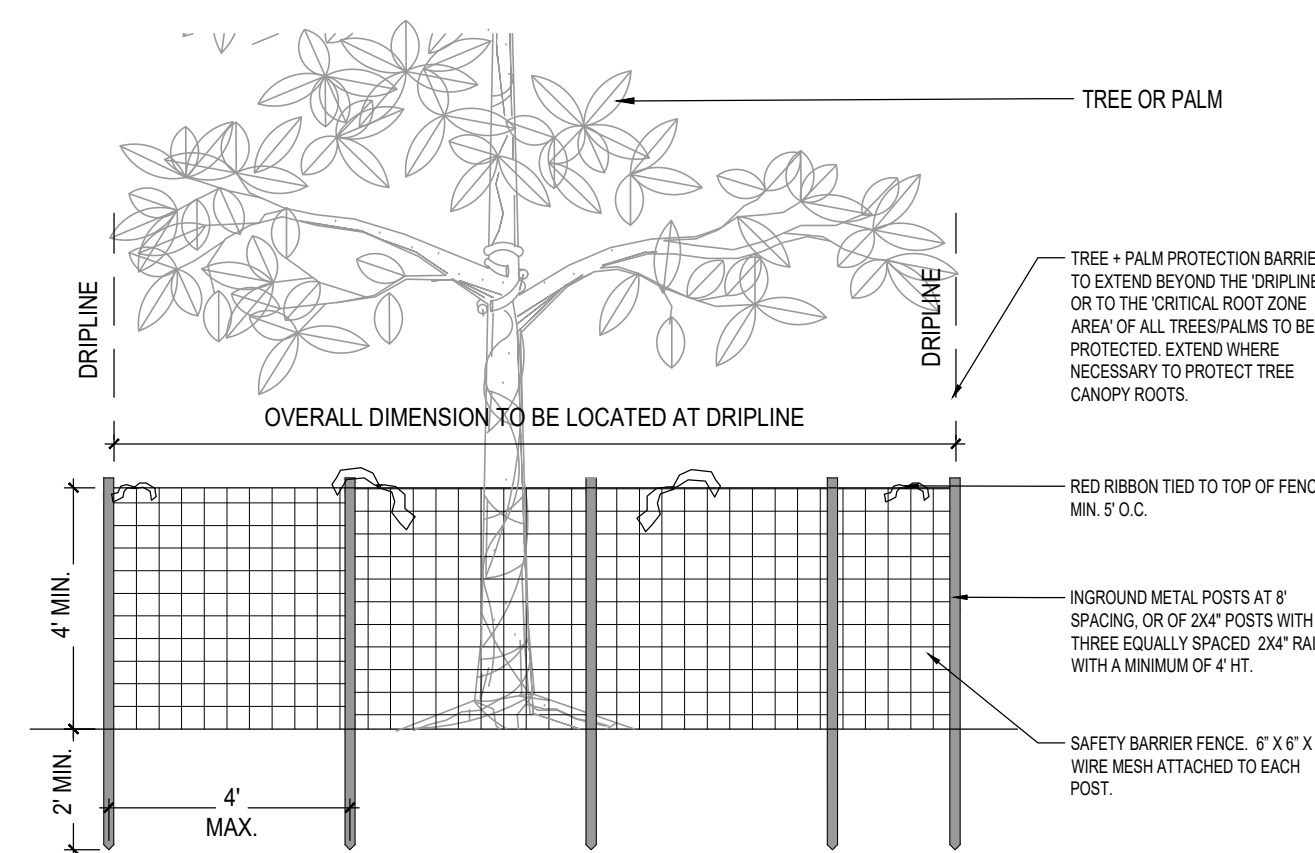 TREE OR PALM
TREE + PALM PROTECTION BARRIE
TO EXTEND BEYOND THE 'DRIPLINE
OR TO THE 'CRITICAL ROOT ZONE
AREA' OF ALL TREES/PALMS TO BE
PROTECTED. EXTEND WHERE
NECESSARY TO PROTECT TREE
CANOPY ROOTS.
DRIPLINE
DRIPLINE
OVERALL DIMENSION TO BE LOCATED AT DRIPLINE
RED RIBBON TIED TO TOP OF FENC
MIN. 5' O.C.
4' MIN.
INGROUND METAL POSTS AT 8'
SPACING, OR OF 2X4" POSTS WITH
THREE EQUALLY SPACED 2X4" RAI
WITH A MINIMUM OF 4' HT.
SAFETY BARRIER FENCE. 6" X 6" X
WIRE MESH ATTACHED TO EACH
POST.
2' MIN.
4'
MAX.